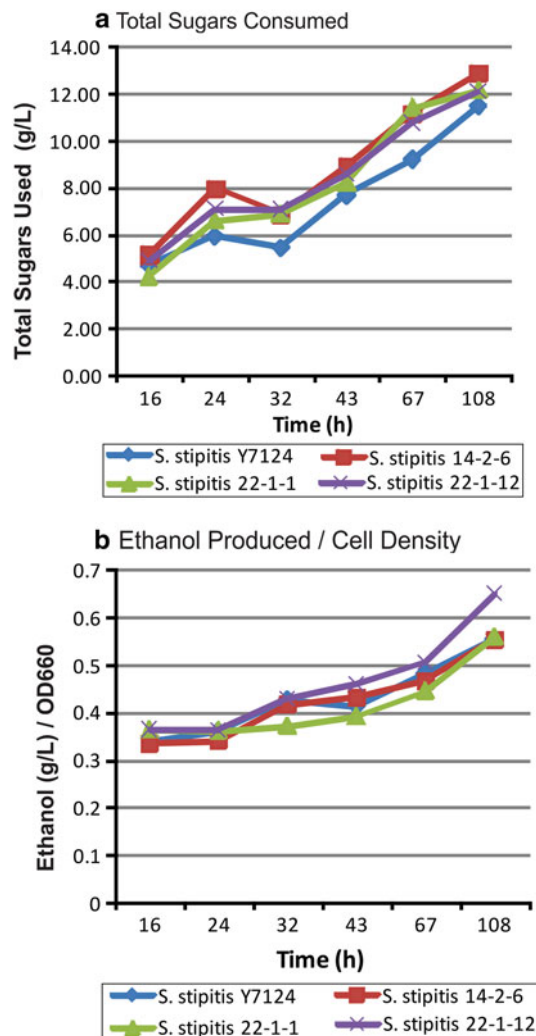 a Total Sugars Consumed
Total Sugars Used (g/L)
14.00
12.00
10.00
8.00
6.00
4.00
2.00
0.00
16 24 32 43 67 108
Time (h)
S. stipitis Y7124 S. stipitis 14-2-6
S. stipitis 22-1-1 S. stipitis 22-1-12
b Ethanol Produced / Cell Density
Ethanol (g/L) / OD660
0.7
0.6
0.5
0.4
0.3
0.2
0.1
0
16 24 32 43 67 108
Time (h)
S. stipitis Y7124 S. stipitis 14-2-6
S. stipitis 22-1-1 S. stipitis 22-1-12